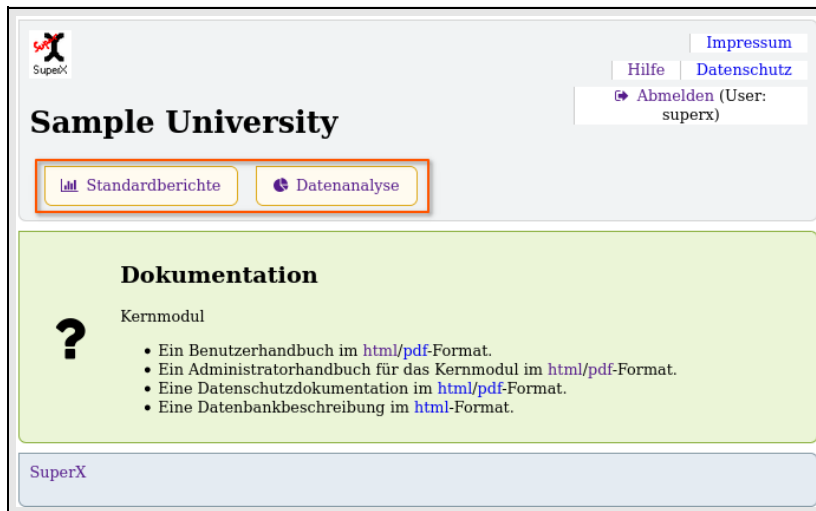 SuperX
Impressum
Hilfe Datenschutz
Abmelden (User:
superx)
Sample University
Standardberichte Datenanalyse
Dokumentation
Kernmodul
• Ein Benutzerhandbuch im html/pdf-Format.
• Ein Administratorhandbuch für das Kernmodul im html/pdf-Format.
• Eine Datenschutzdokumentation im html/pdf-Format.
• Eine Datenbankbeschreibung im html-Format.
SuperX